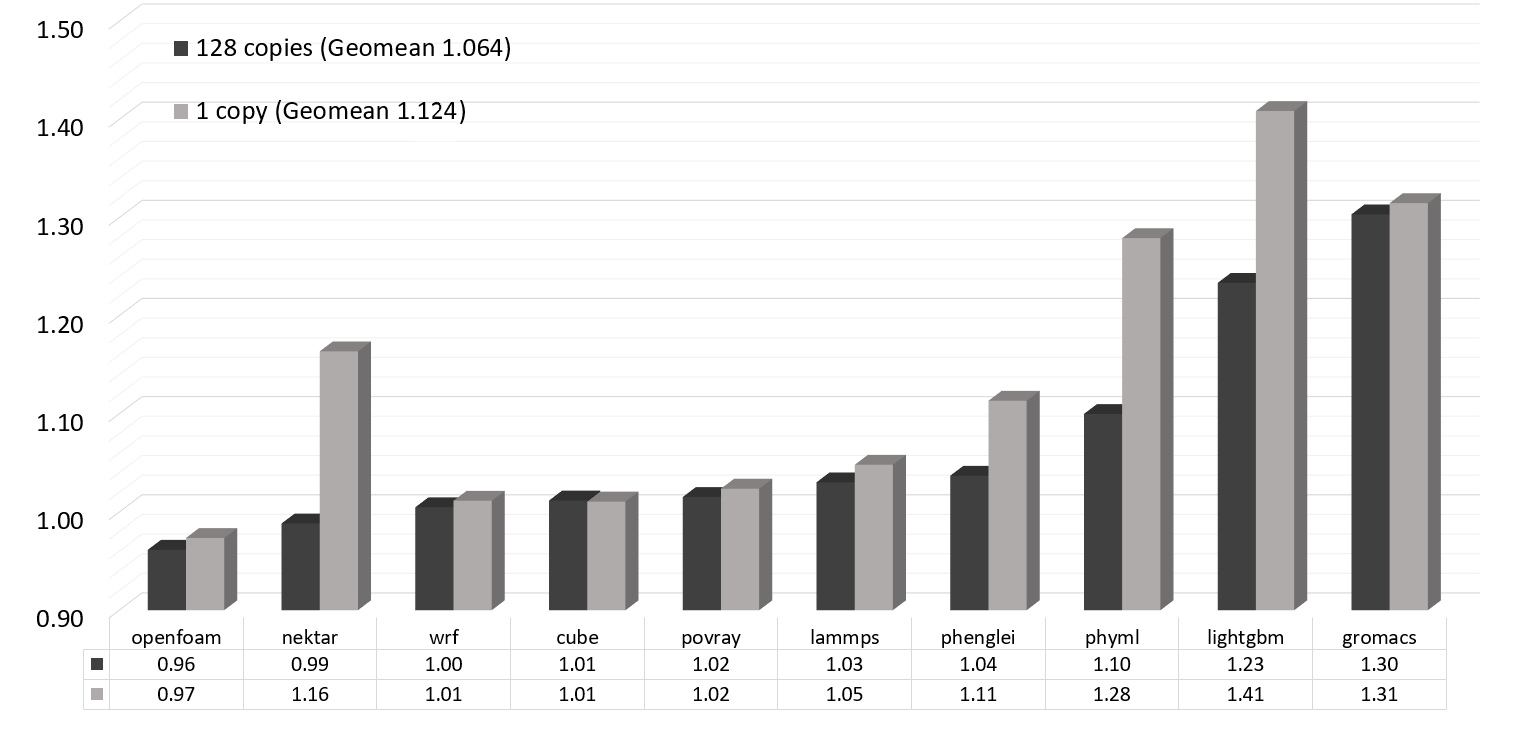 1.50
128 copies (Geomean 1.064)
1 copy (Geomean 1.124)
1.40
1.30
1.20
1.10
1.00
0.90
openfoam nektar wrf cube povray lammps phenglei phyml lightgbm gromacs
0.96 0.99 1.00 1.01 1.02 1.03 1.04 1.10 1.23 1.30
0.97 1.16 1.01 1.01 1.02 1.05 1.11 1.28 1.41 1.31